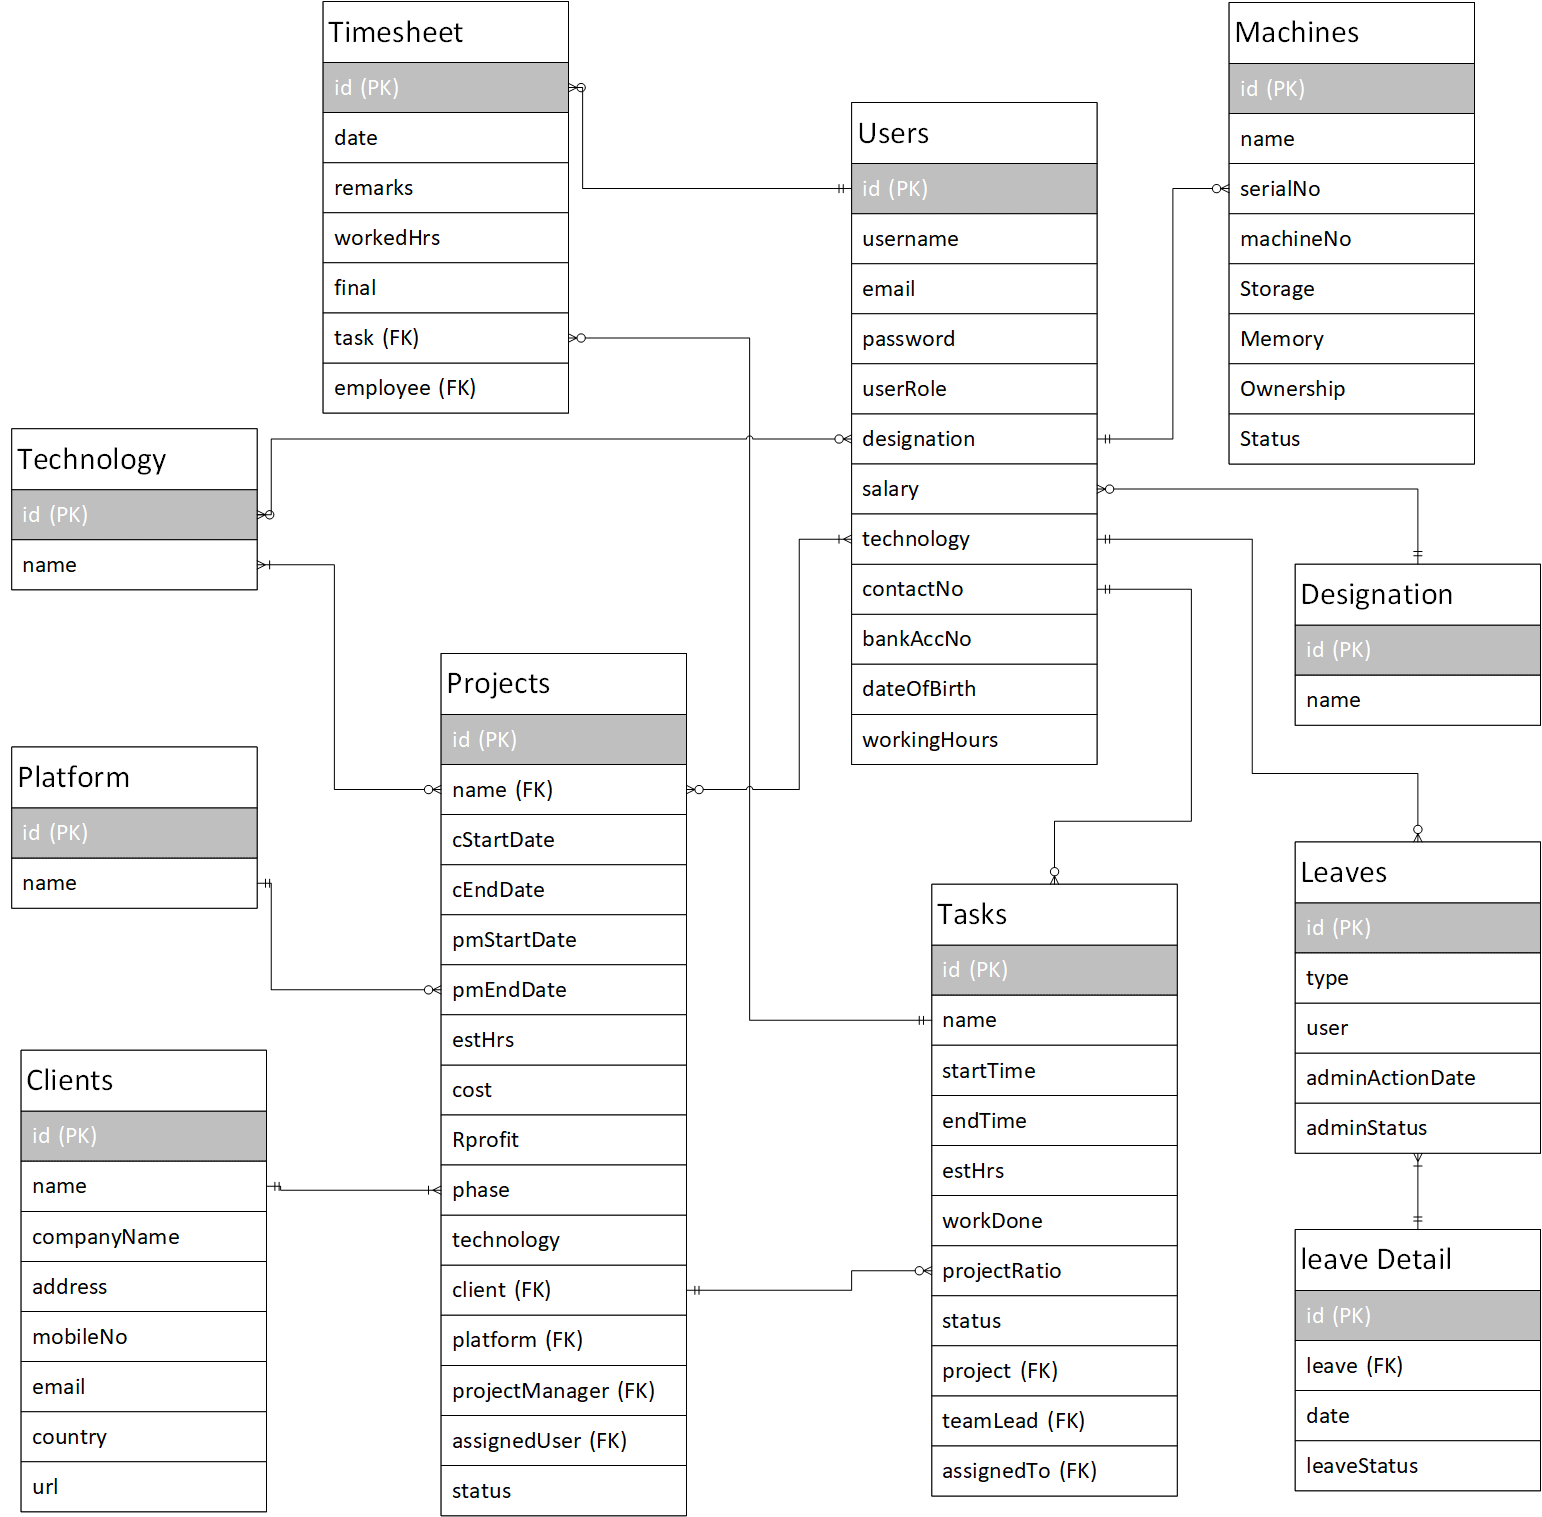 Timesheet
id (PK)
date
remarks
workedHrs
final
task (FK)
employee (FK)
Machines
id (PK)
name
serialNo
machineNo
Storage
Memory
Ownership
Status
Users
id (PK)
username
email
password
userRole
designation
salary
technology
contactNo
bankAccNo
dateOfBirth
workingHours
Technology
id (PK)
name
Designation
id (PK)
name
Projects
id (PK)
name (FK)
cStartDate
cEndDate
pmStartDate
pmEndDate
estHrs
cost
Rprofit
phase
technology
client (FK)
platform (FK)
projectManager (FK)
assignedUser (FK)
status
Platform
id (PK)
name
Leaves
id (PK)
type
user
adminActionDate
adminStatus
Tasks
id (PK)
name
startTime
endTime
estHrs
workDone
projectRatio
status
project (FK)
teamLead (FK)
assignedTo (FK)
Clients
id (PK)
name
companyName
address
mobileNo
email
country
url
leave Detail
id (PK)
leave (FK)
date
leaveStatus